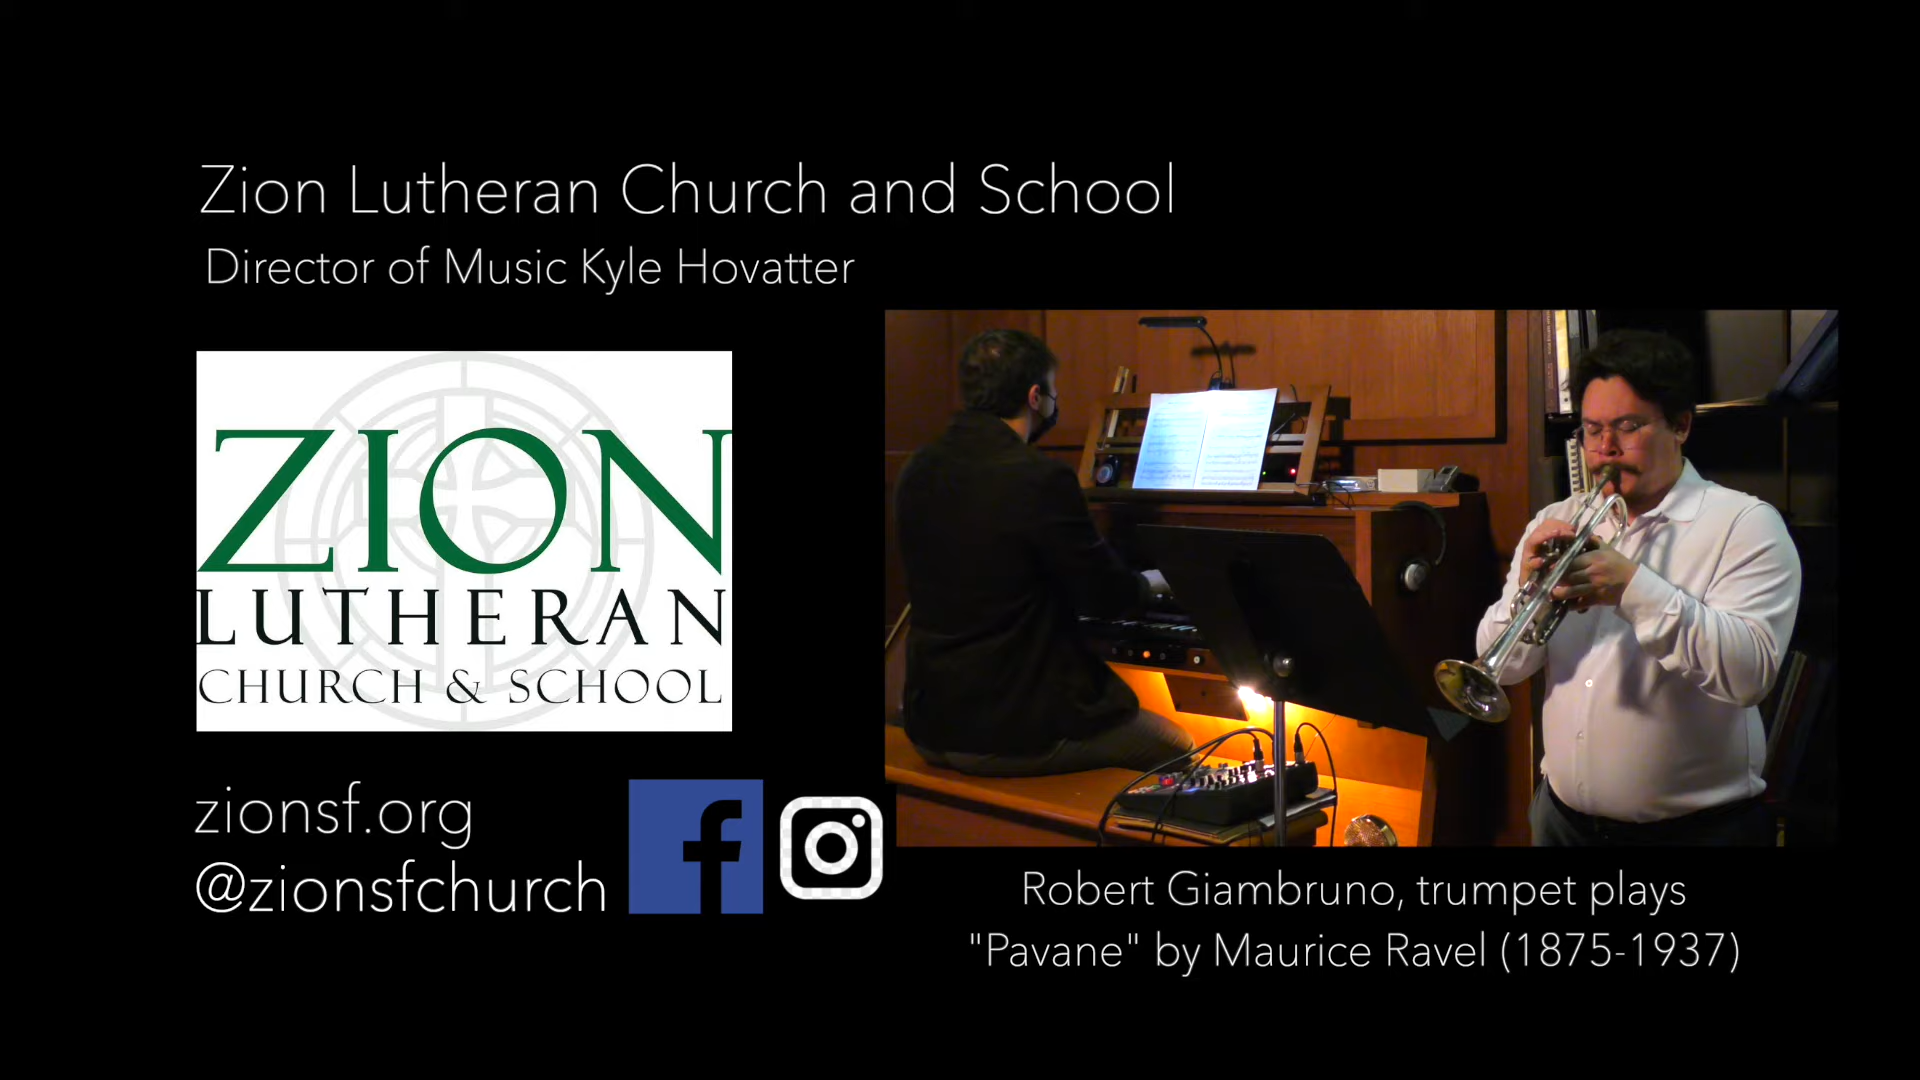 Zion Lutheran Church and School
Director of Music Kyle Hovatter
ZION
LUTHERAN
CHURCH & SCHOOL
zionsf.org
@zionsfchurch
Robert Giambruno, trumpet plays
"Pavane" by Maurice Ravel (1875-1937)